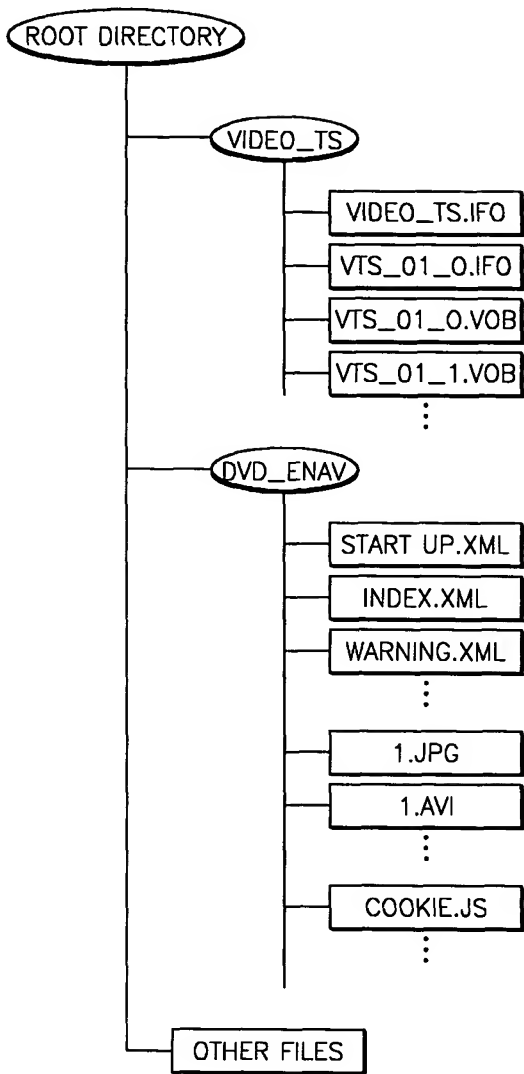 ROOT DIRECTORY
VIDEO_TS
VIDEO_TS.IFO
VTS_01_0.IFO
VTS_01_0.VOB
VTS_01_1.VOB
DVD_ENAV
START UP.XML
INDEX.XML
WARNING.XML
1.JPG
1.AVI
COOKIE.JS
OTHER FILES